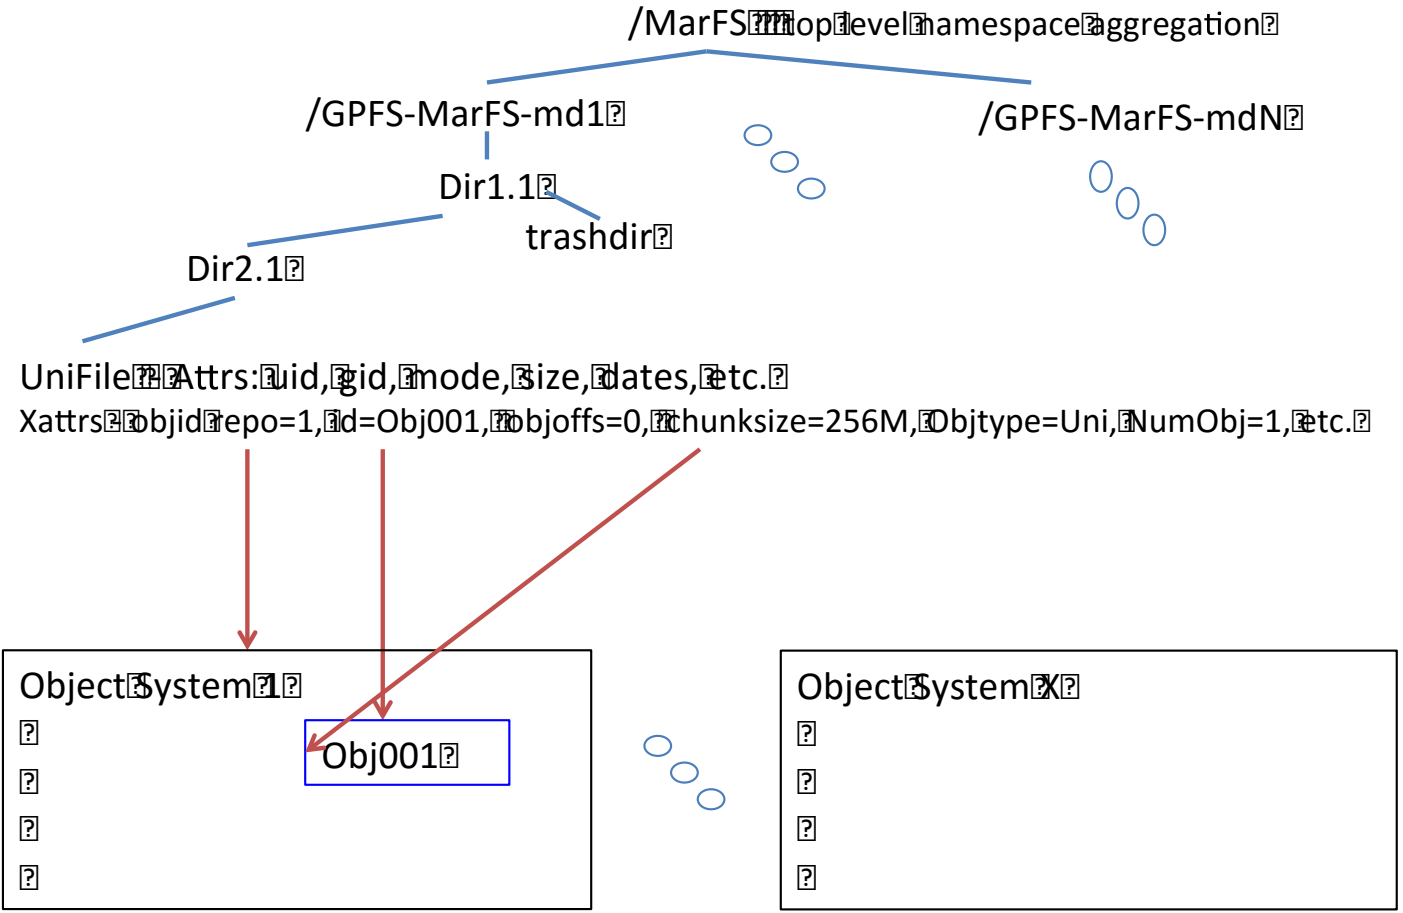 /MarFS top level namespace aggregation
/GPFS-MarFS-md1
/GPFS-MarFS-mdN
Dir1.1
trashdir
Dir2.1
UniFile - Attrs: uid, gid, mode, size, dates, etc.
Xattrs - objid repo=1, id=Obj001, objoffs=0, chunksize=256M, Objtype=Uni, NumObj=1, etc.
Object System 1
Obj001
Object System X